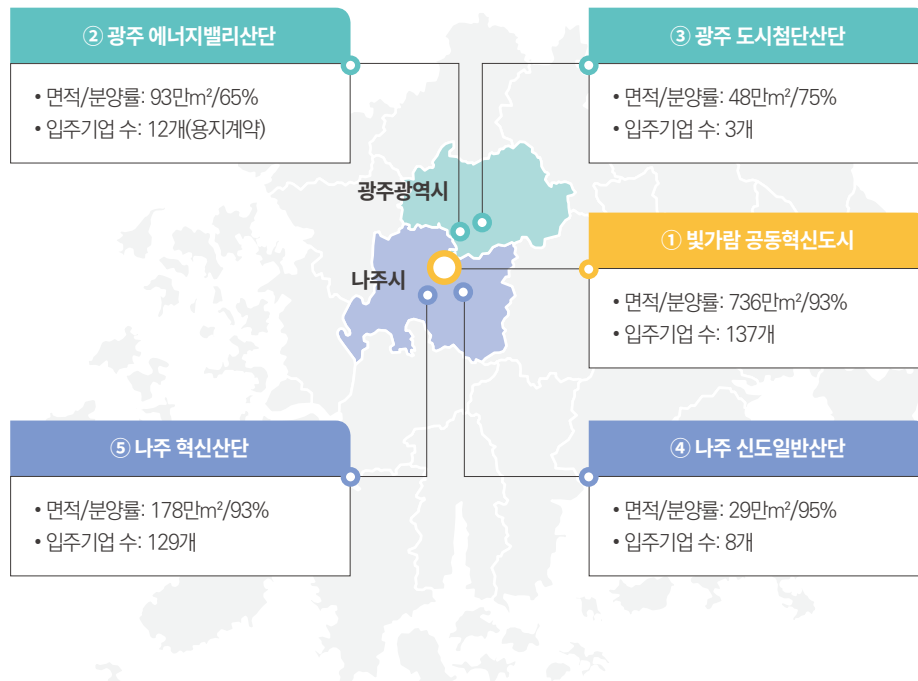 ② 광주 에너지밸리산단
• 면적/분양률: 93만m²/65%
• 입주기업 수: 12개(용지계약)
③ 광주 도시첨단산단
• 면적/분양률: 48만m²/75%
• 입주기업 수: 3개
광주광역시
나주시
① 빛가람 공동혁신도시
• 면적/분양률: 736만m²/93%
• 입주기업 수: 137개
⑤ 나주 혁신산단
• 면적/분양률: 178만m²/93%
• 입주기업 수: 129개
④ 나주 신도일반산단
• 면적/분양률: 29만m²/95%
• 입주기업 수: 8개